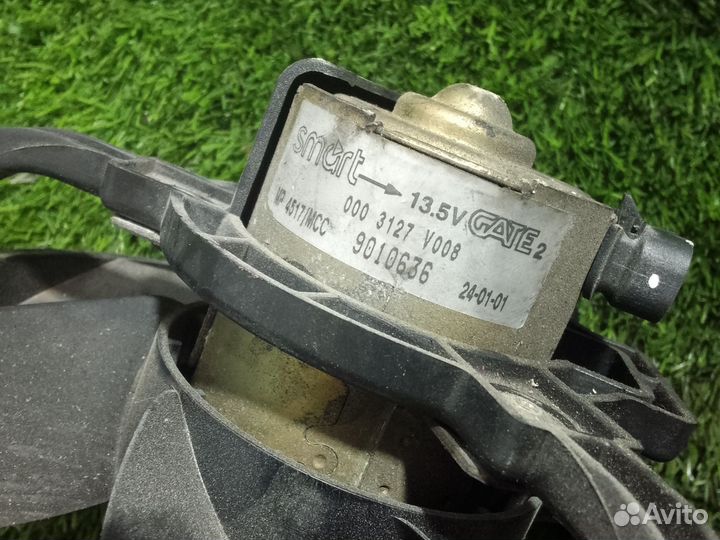 smart
13.5V GATE 2
000 3127 V008
MP 4517/MCC
9010636
24-01-01
Avito